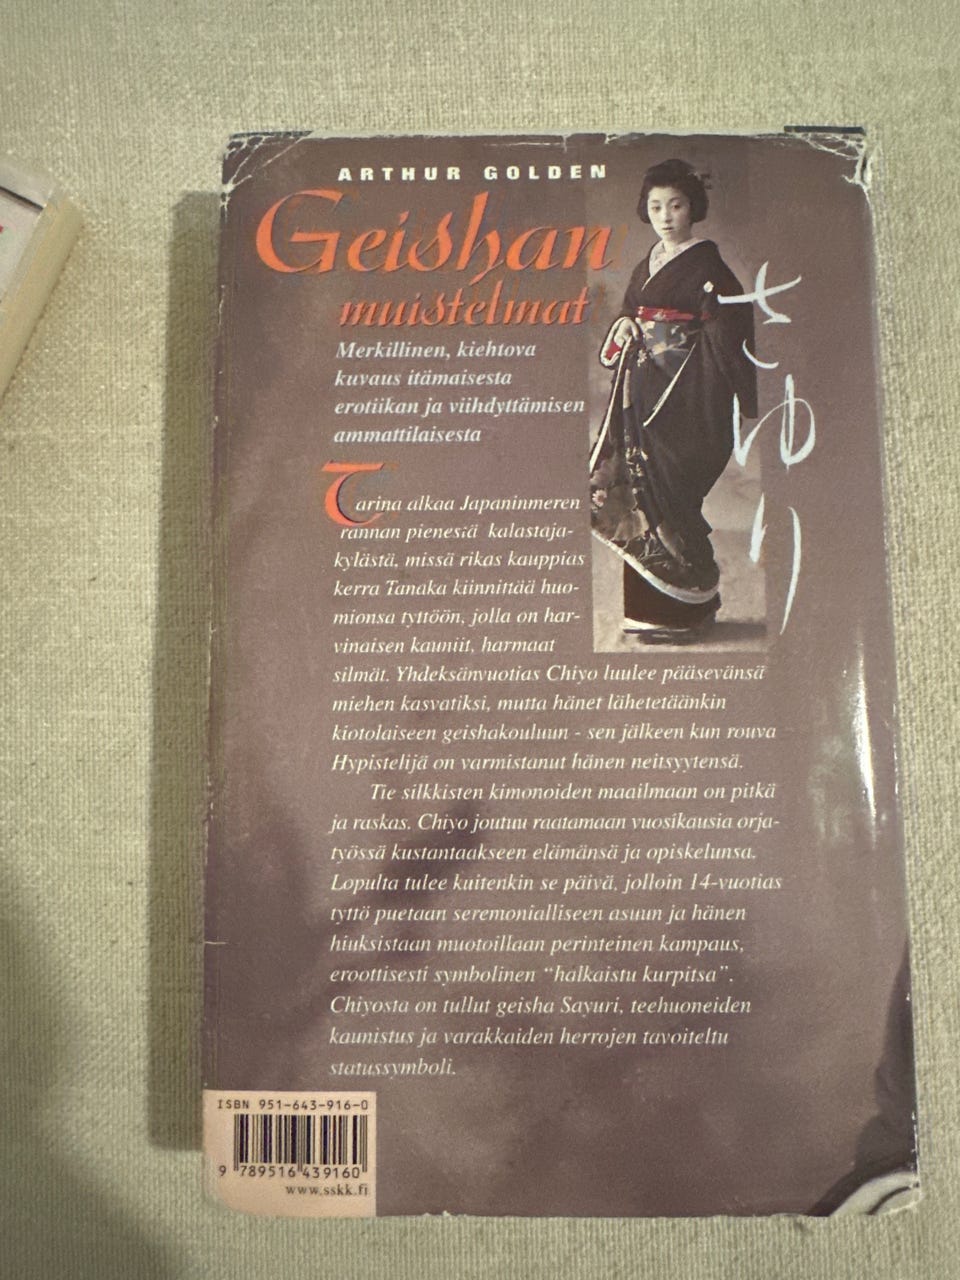 ARTHUR GOLDEN
Geishan
muistelmat
Merkillinen, kiehtova
kuvaus itämaisesta
erotiikan ja viihdyttämisen
ammattilaisesta
Tarina alkaa Japaninmeren
rannan pienessä kalastaja-
kylästä, missä rikas kauppias
kerra Tanaka kiinnittää huo-
mionsa tyttöön, jolla on har-
vinaisen kauniit, harmaat
silmät. Yhdeksänvuotias Chiyo luulee pääsevänsä
miehen kasvatiksi, mutta hänet lähetetäänkin
kiotolaiseen geishakouluun - sen jälkeen kun rouva
Hypistelijä on varmistanut hänen neitsyytensä.
Tie silkkisten kimonoiden maailmaan on pitkä
ja raskas. Chiyo joutuu raatamaan vuosikausia orja-
työssä kustantaakseen elämänsä ja opiskelunsa.
Lopulta tulee kuitenkin se päivä, jolloin 14-vuotias
tyttö puetaan seremonialliseen asuun ja hänen
hiuksistaan muotoillaan perinteinen kampaus,
eroottisesti symbolinen “halkaistu kurpitsa”.
Chiyosta on tullut geisha Sayuri, teehuoneiden
kaunistus ja varakkaiden herrojen tavoiteltu
statussymboli.
さゆり
ISBN 951-643-916-0
9 789516 439160
www.sskk.fi